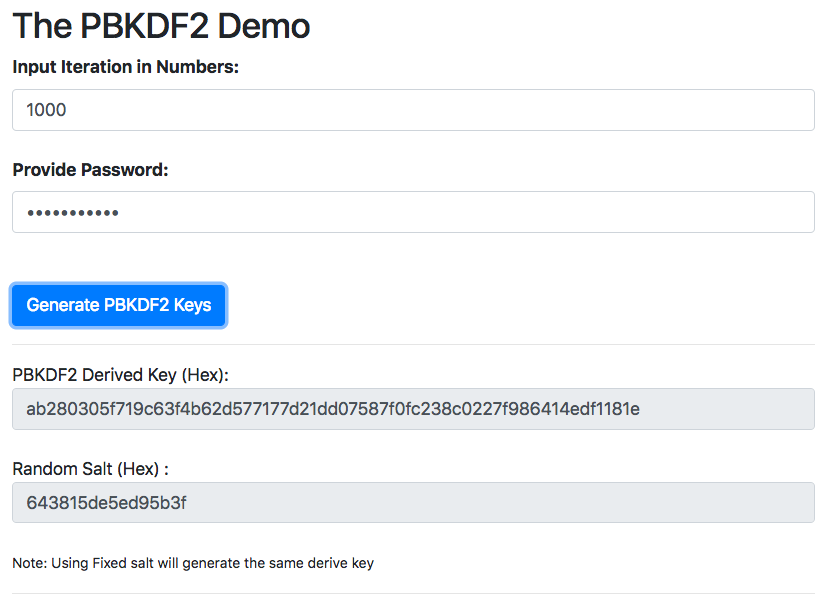 The PBKDF2 Demo
Input Iteration in Numbers:
1000
Provide Password:
•••••••••••
Generate PBKDF2 Keys
PBKDF2 Derived Key (Hex):
ab280305f719c63f4b62d577177d21dd07587f0fc238c0227f986414edf1181e
Random Salt (Hex) :
643815de5ed95b3f
Note: Using Fixed salt will generate the same derive key